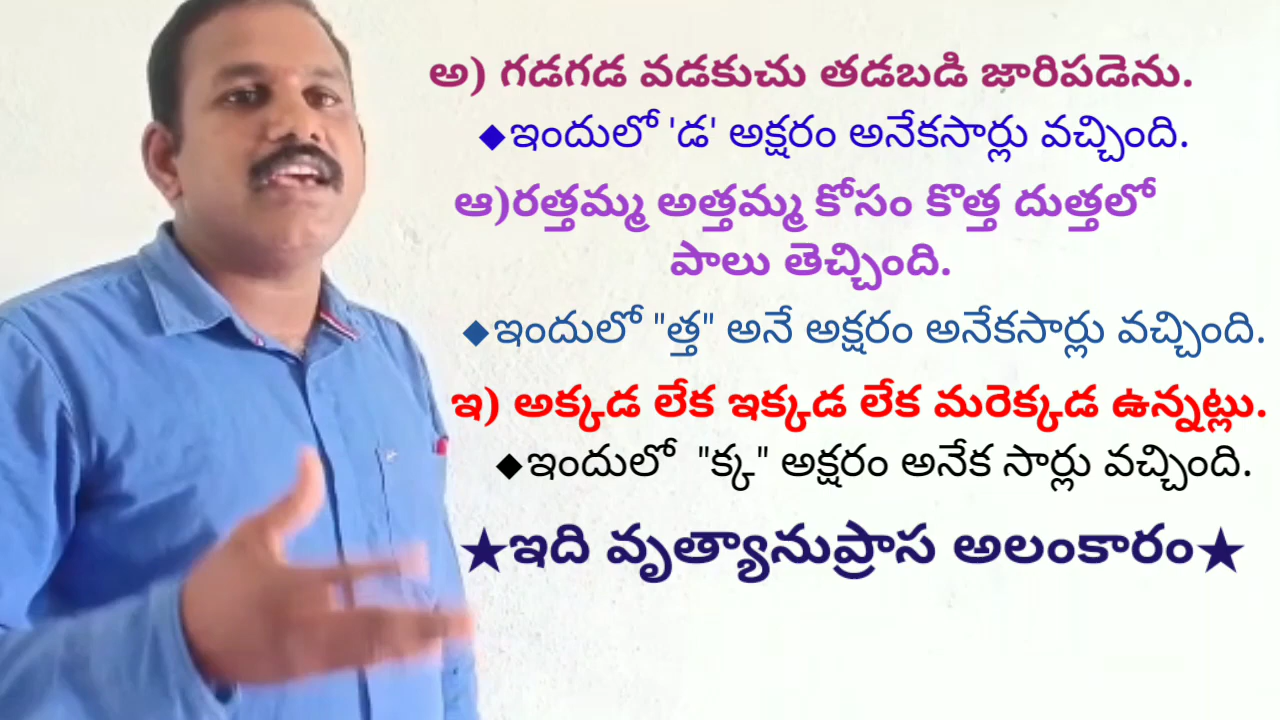 అ) గడగడ వడకుచు తడబడి జారిపడెను.
◆ఇందులో 'డ' అక్షరం అనేకసార్లు వచ్చింది.
ఆ)రత్తమ్మ అత్తమ్మ కోసం కొత్త దుత్తలో
పాలు తెచ్చింది.
◆ఇందులో "త్త" అనే అక్షరం అనేకసార్లు వచ్చింది.
ఇ) అక్కడ లేక ఇక్కడ లేక మరెక్కడ ఉన్నట్లు.
◆ఇందులో "క్క" అక్షరం అనేక సార్లు వచ్చింది.
★ఇది వృత్యానుప్రాస అలంకారం★